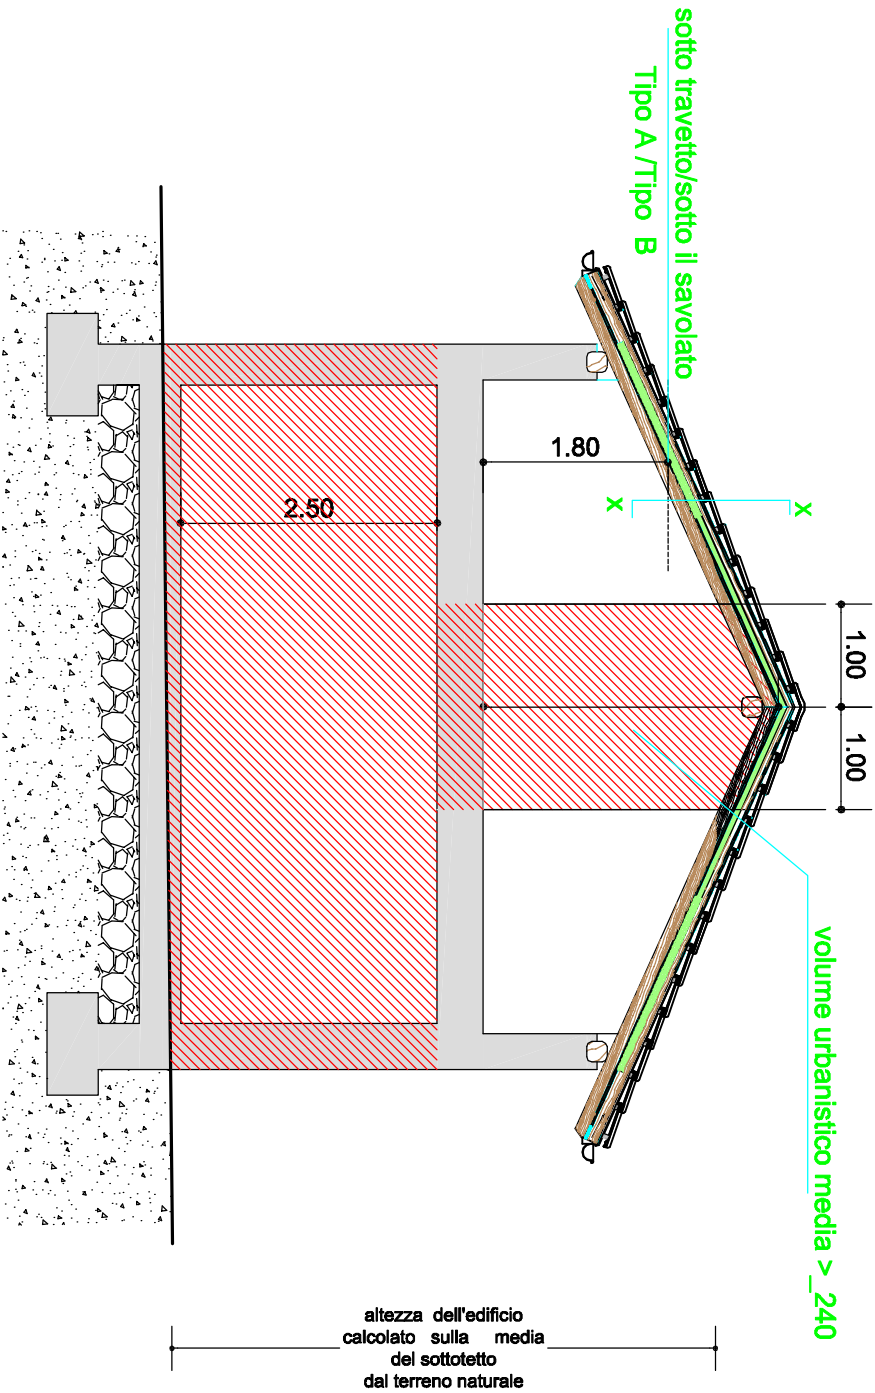 sotto travetto/sotto il savolato
Tipo A /Tipo B
1.80
2.50
x
x
1.00
1.00
volume urbanistico media >_240
altezza dell'edificio
calcolato sulla media
del sottotetto
dal terreno naturale